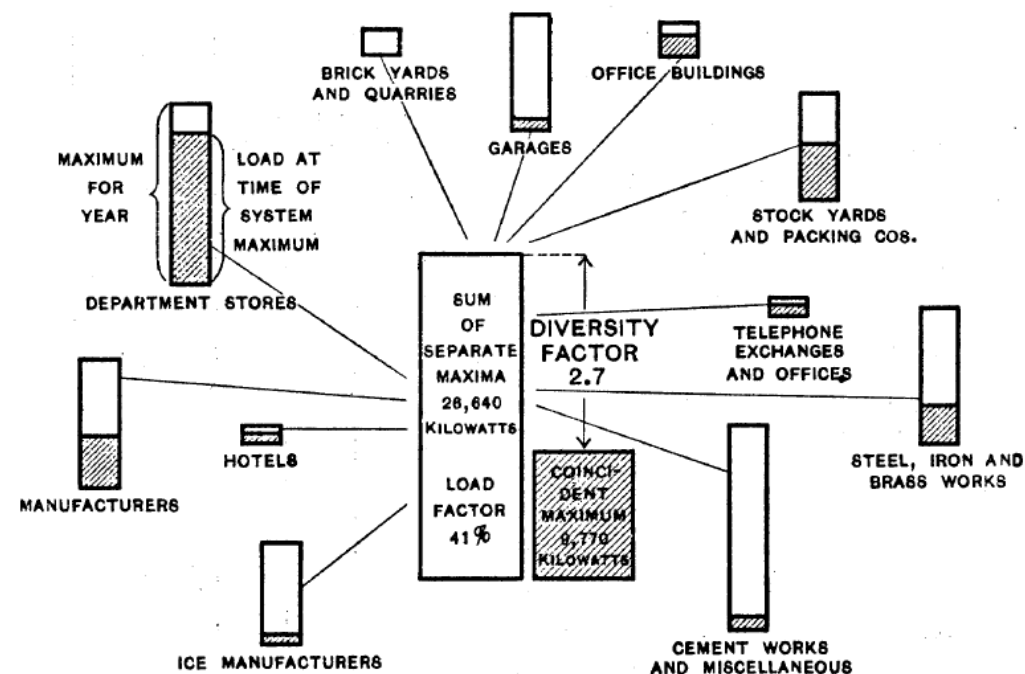 BRICK YARDS
AND QUARRIES
GARAGES
OFFICE BUILDINGS
MAXIMUM
FOR
YEAR
LOAD AT
TIME OF
SYSTEM
MAXIMUM
DEPARTMENT STORES
STOCK YARDS
AND PACKING COS.
SUM
OF
SEPARATE
MAXIMA
26,640
KILOWATTS
LOAD
FACTOR
41%
DIVERSITY
FACTOR
2.7
COINCI-
DENT
MAXIMUM
9,770
KILOWATTS
TELEPHONE
EXCHANGES
AND OFFICES
MANUFACTURERS
HOTELS
STEEL, IRON AND
BRASS WORKS
ICE MANUFACTURERS
CEMENT WORKS
AND MISCELLANEOUS